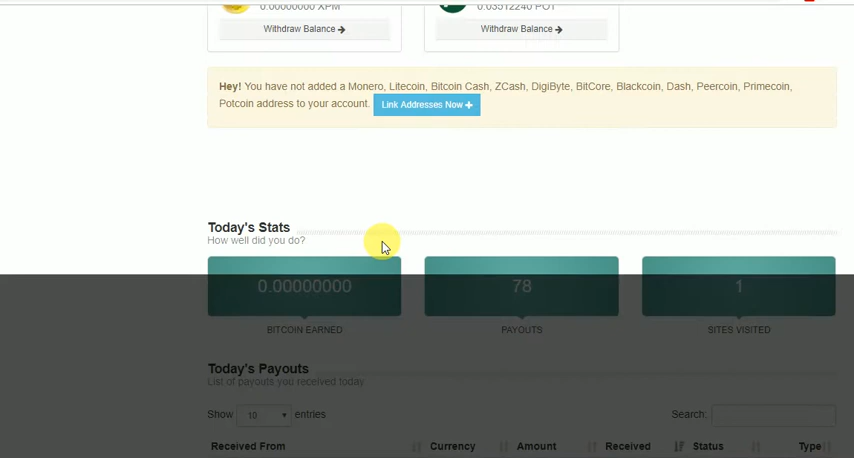 0.00000000 XPM
0.03512240 POT
Withdraw Balance
Withdraw Balance
Hey! You have not added a Monero, Litecoin, Bitcoin Cash, ZCash, DigiByte, BitCore, Blackcoin, Dash, Peercoin, Primecoin,
Potcoin address to your account. Link Addresses Now
Today's Stats
How well did you do?
0.00000000
78
1
BITCOIN EARNED
PAYOUTS
SITES VISITED
Today's Payouts
List of payouts you received today
Show 10 entries
Search:
Received From Currency Amount Received Status Type